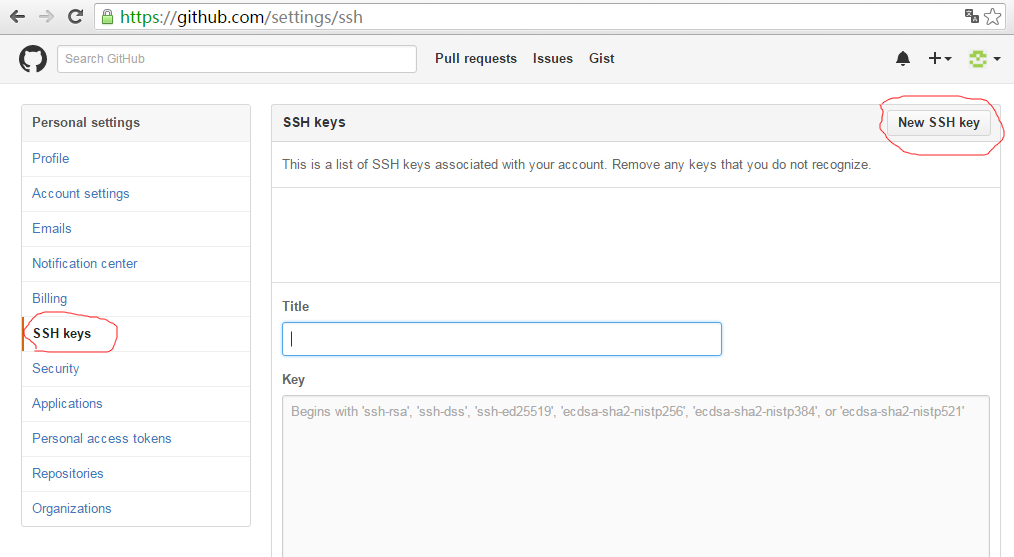 https://github.com/settings/ssh
Search GitHub
Pull requests
Issues
Gist
Personal settings
Profile
Account settings
Emails
Notification center
Billing
SSH keys
Security
Applications
Personal access tokens
Repositories
Organizations
SSH keys
New SSH key
This is a list of SSH keys associated with your account. Remove any keys that you do not recognize.
Title
Key
Begins with 'ssh-rsa', 'ssh-dss', 'ssh-ed25519', 'ecdsa-sha2-nistp256', 'ecdsa-sha2-nistp384', or 'ecdsa-sha2-nistp521'